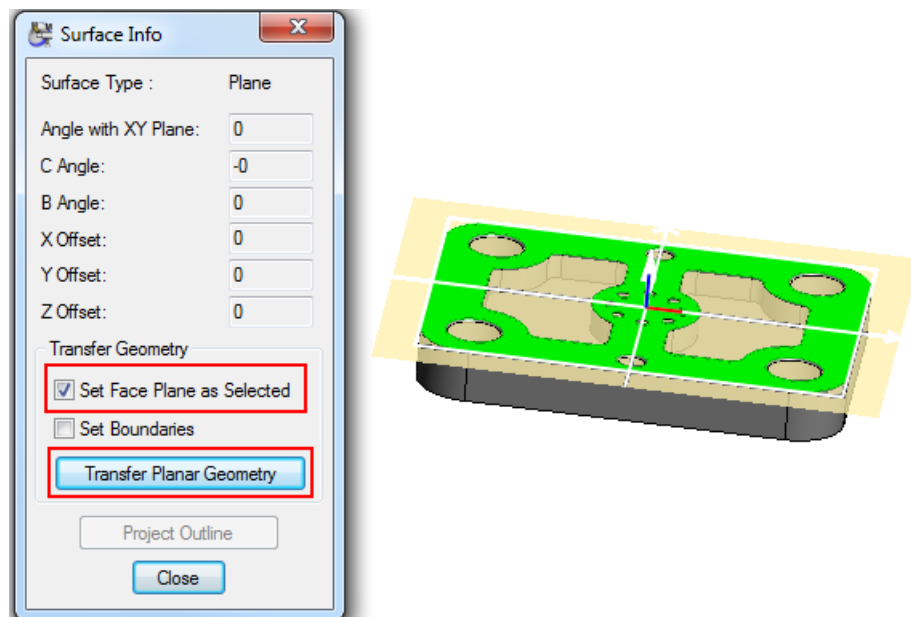 Surface Info
Surface Type : Plane
Angle with XY Plane: 0
C Angle: -0
B Angle: 0
X Offset: 0
Y Offset: 0
Z Offset: 0
Transfer Geometry
Set Face Plane as Selected
Set Boundaries
Transfer Planar Geometry
Project Outline
Close